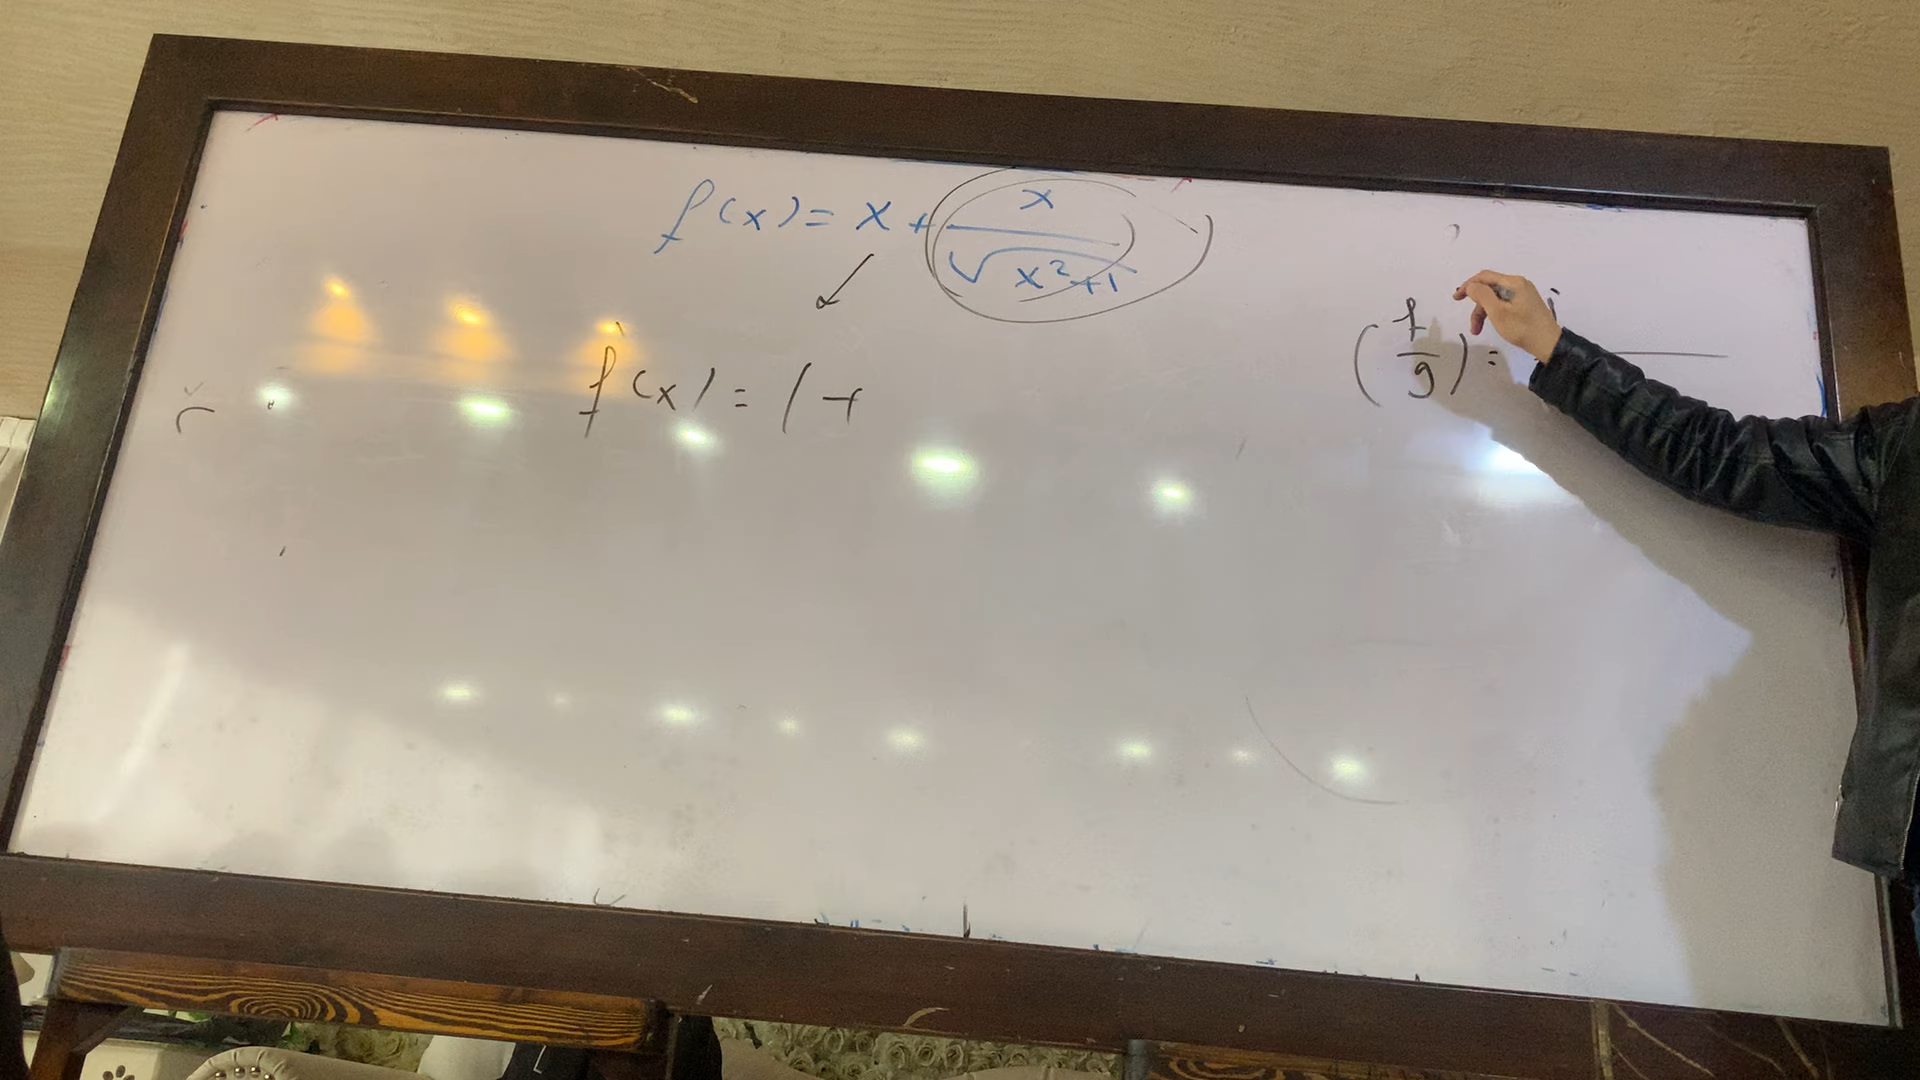 f(x) = x + x/√(x²+1)
f'(x) = 1 +
(f/g) =